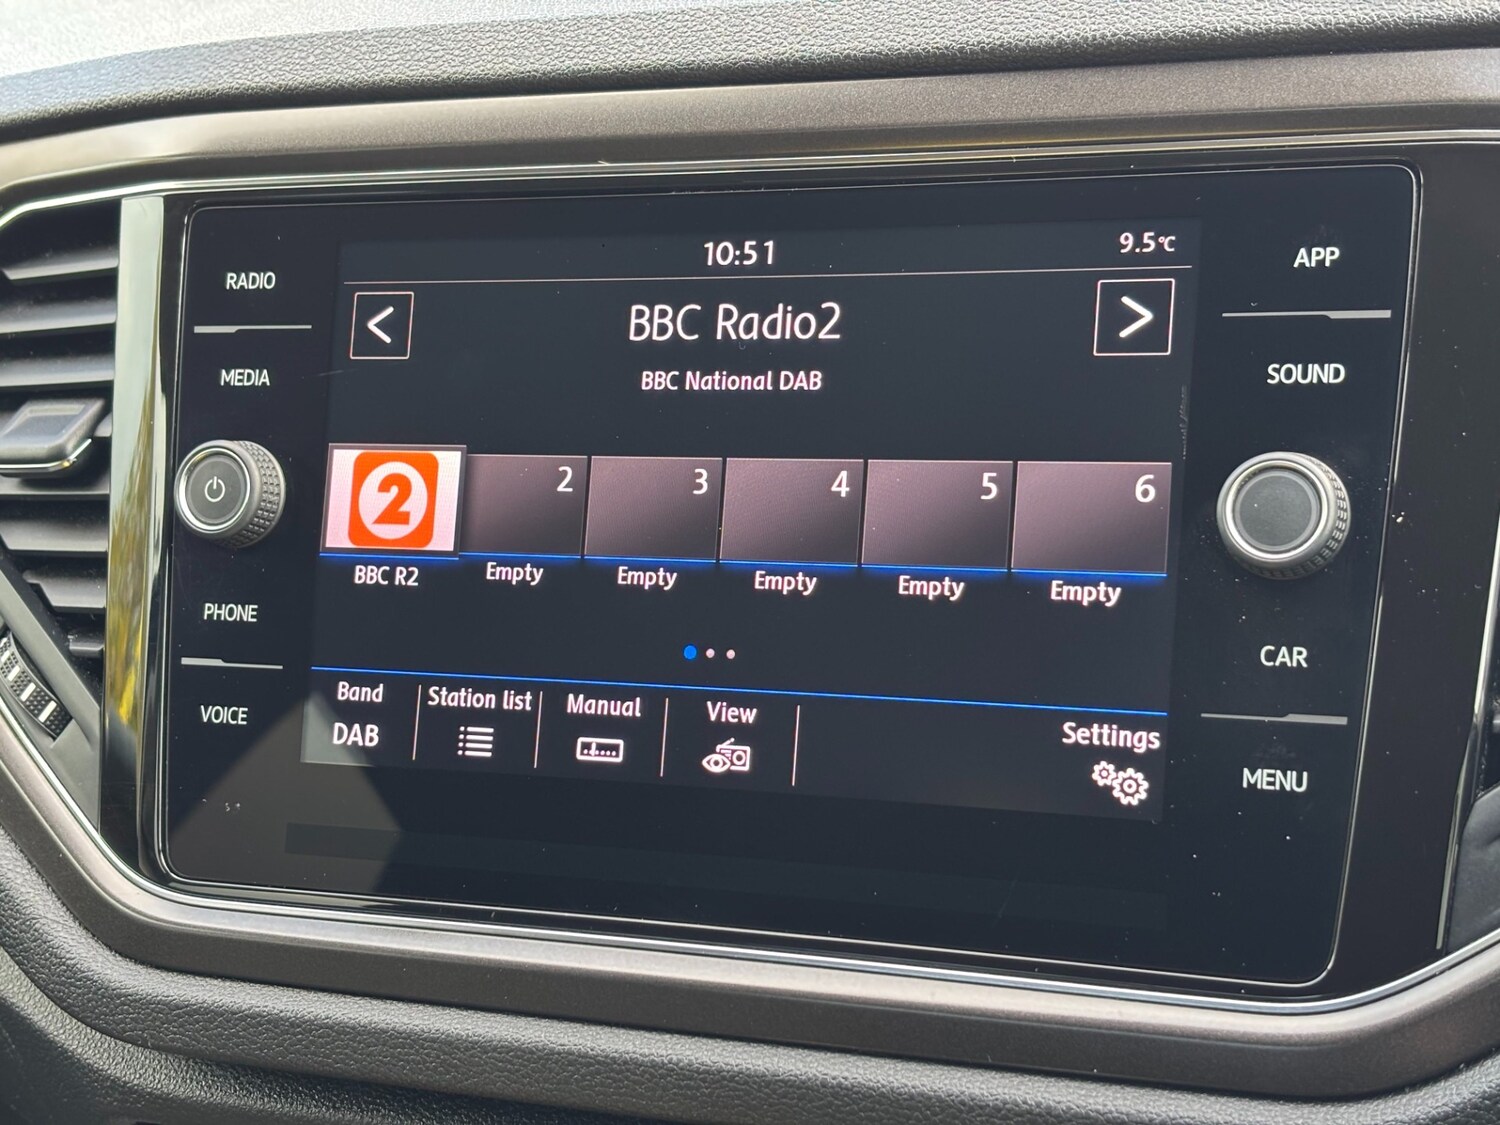 10:51
9.5°C
RADIO
APP
BBC Radio2
MEDIA
BBC National DAB
SOUND
2
2
3
4
5
6
BBC R2
Empty
Empty
Empty
Empty
Empty
PHONE
CAR
VOICE
Band
DAB
Station list
Manual
View
Settings
MENU